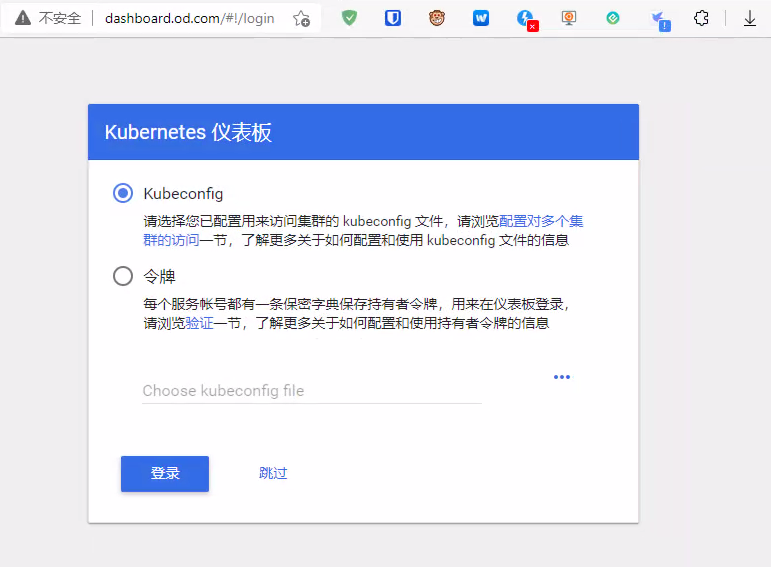 不安全 dashboard.od.com/#!/login
Kubernetes 仪表板
Kubeconfig
请选择您已配置用来访问集群的 kubeconfig 文件，请浏览配置对多个集
群的访问一节，了解更多关于如何配置和使用 kubeconfig 文件的信息
令牌
每个服务帐号都有一条保密字典保存持有者令牌，用来在仪表板登录，
请浏览验证一节，了解更多关于如何配置和使用持有者令牌的信息
Choose kubeconfig file
登录 跳过